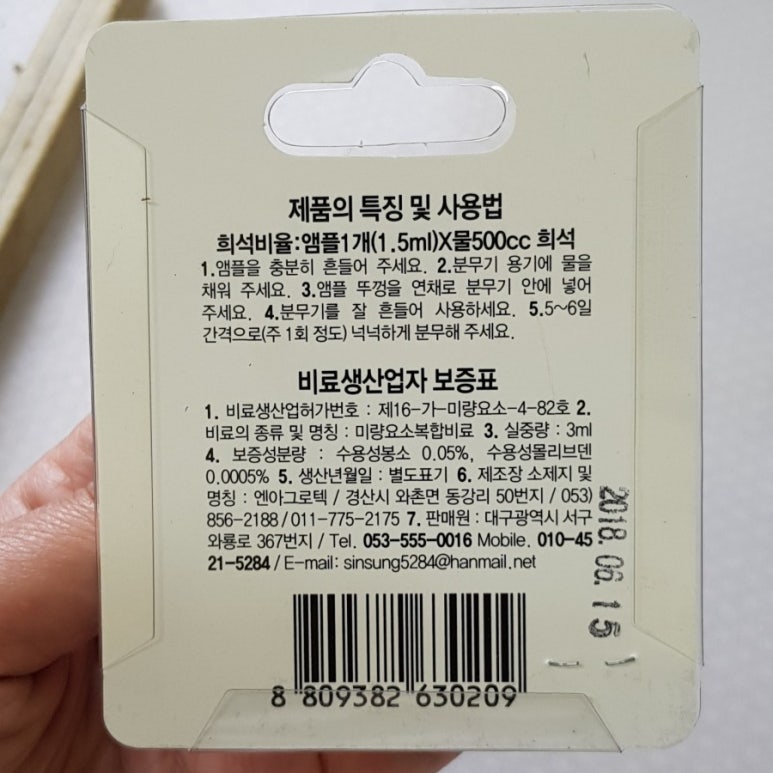 제품의 특징 및 사용법
희석비율:앰플1개(1.5ml)X물500cc 희석
1.앰플을 충분히 흔들어 주세요. 2.분무기 용기에 물을
채워 주세요. 3.앰플 뚜껑을 연채로 분무기 안에 넣어
주세요. 4.분무기를 잘 흔들어 사용하세요. 5.5~6일
간격으로(주 1회 정도) 넉넉하게 분무해 주세요.
비료생산업자 보증표
1. 비료생산업허가번호 : 제16-가-미량요소-4-82호 2.
비료의 종류 및 명칭 : 미량요소복합비료 3. 실중량 : 3ml
4. 보증성분량 : 수용성붕소 0.05%, 수용성몰리브덴
0.0005% 5. 생산년월일 : 별도표기 6. 제조장 소제지 및
명칭 : 엔아그로텍 / 경산시 와촌면 동강리 50번지 / 053)
856-2188/011-775-2175 7. 판매원 : 대구광역시 서구
와룡로 367번지 / Tel. 053-555-0016 Mobile. 010-45
21-5284 / E-mail: sinsung5284@hanmail.net
2018.06.15
8 809382 630209